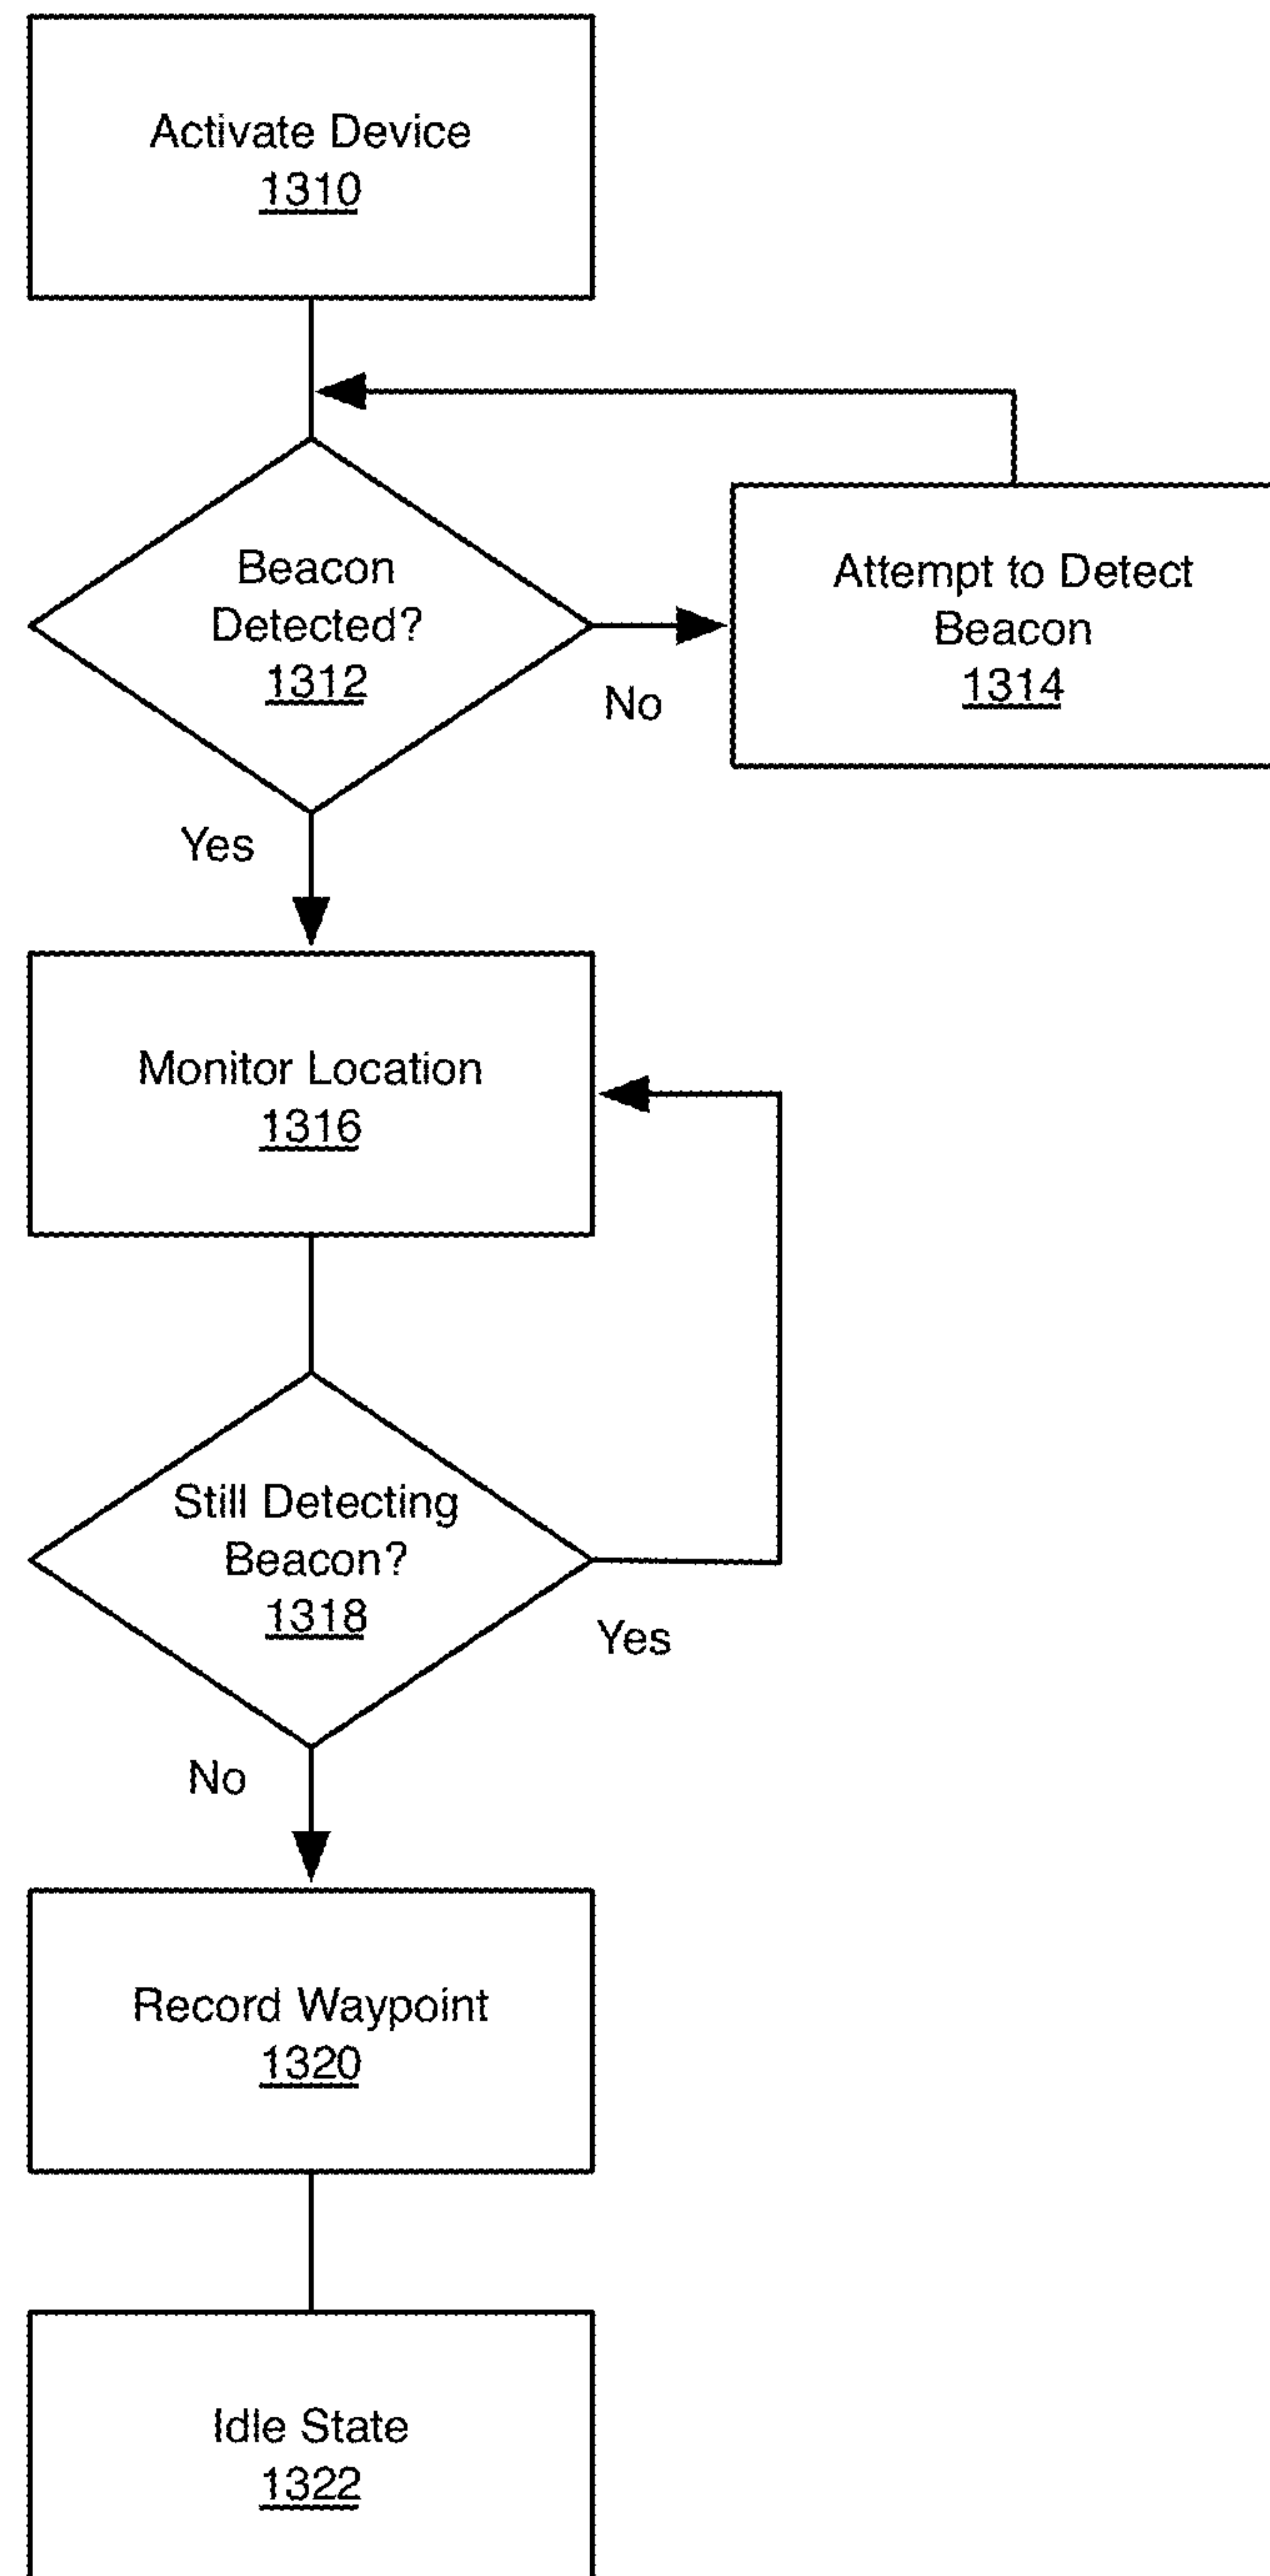 Activate Device
1310
Beacon
Detected?
1312
No
Attempt to Detect
Beacon
1314
Yes
Monitor Location
1316
Still Detecting
Beacon?
1318
Yes
No
Record Waypoint
1320
Idle State
1322